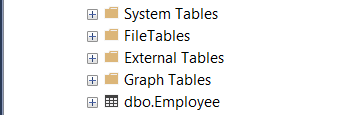 System Tables
FileTables
External Tables
Graph Tables
dbo.Employee